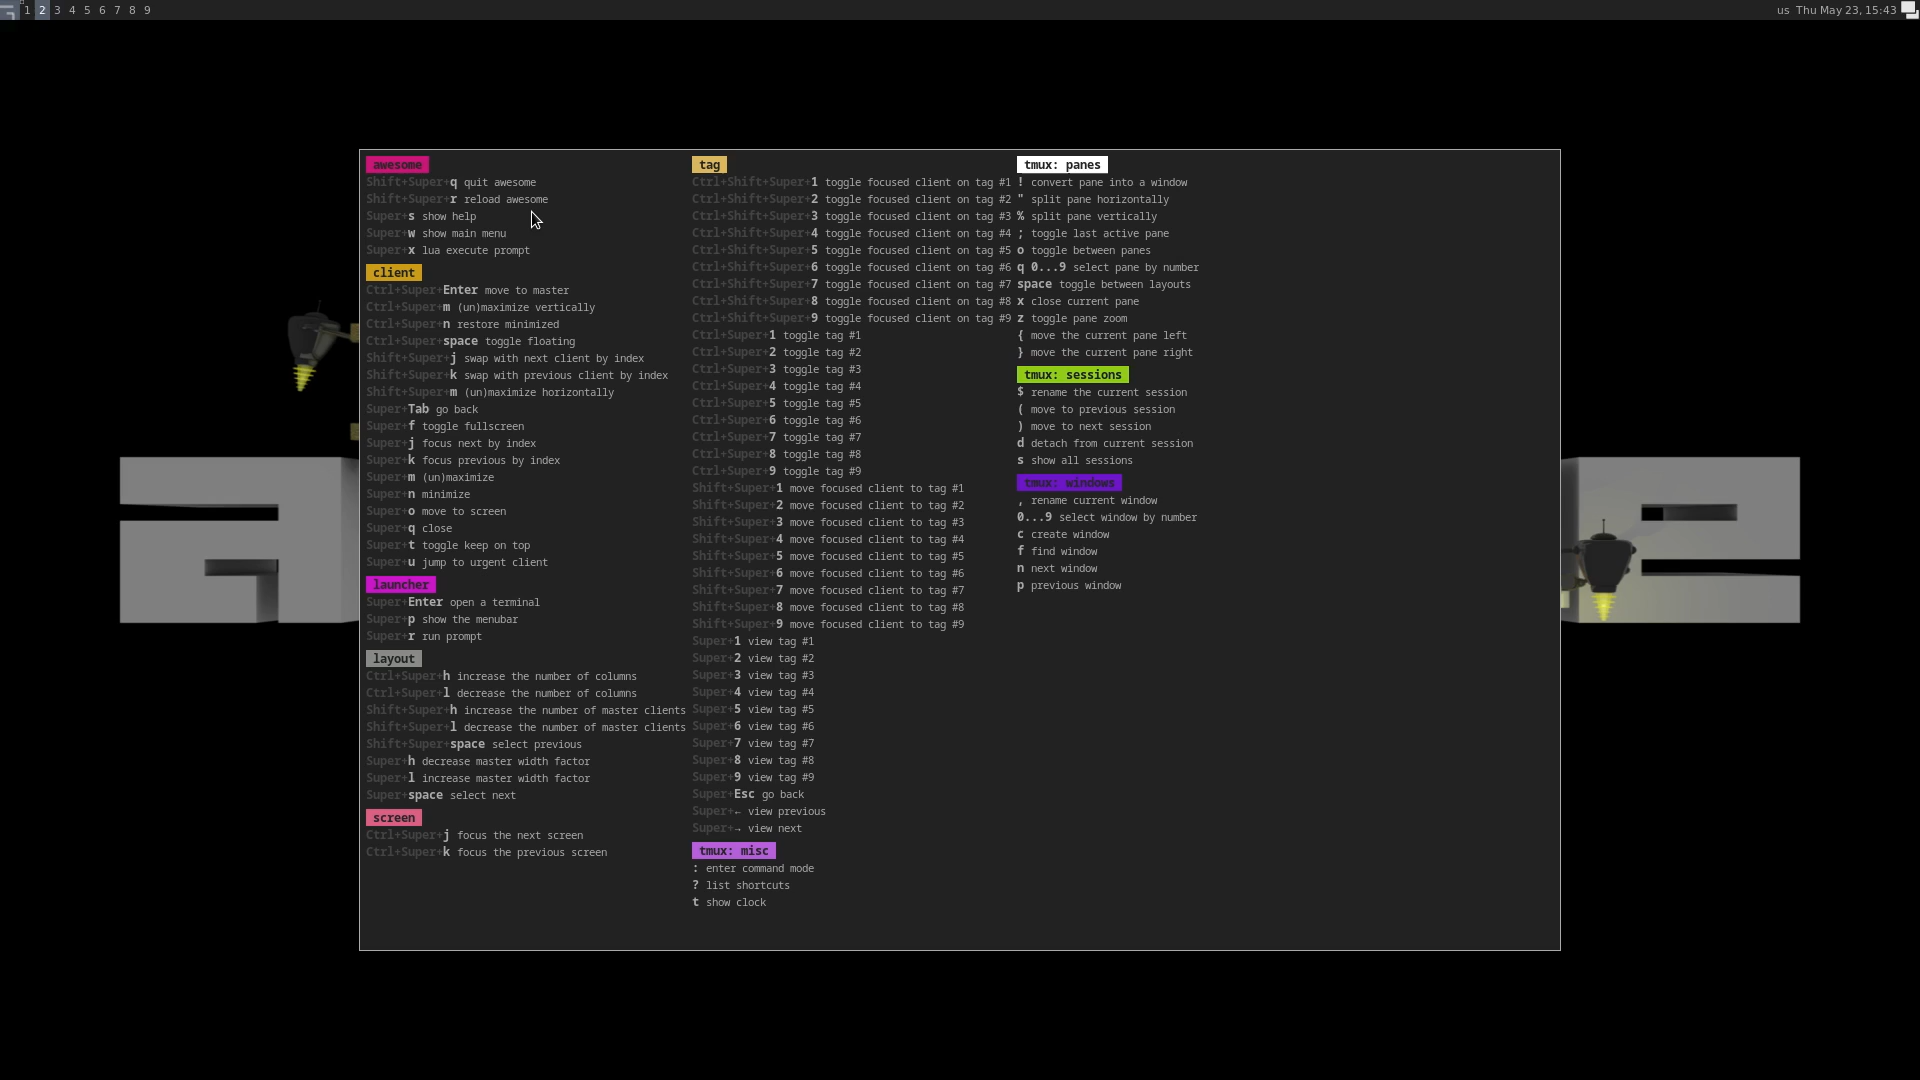 1 2 3 4 5 6 7 8 9
us Thu May 23, 15:43
awesome
Shift+Super+q quit awesome
Shift+Super+r reload awesome
Super+s show help
Super+w show main menu
Super+x lua execute prompt
client
Ctrl+Super+Enter move to master
Ctrl+Super+m (un)maximize vertically
Ctrl+Super+n restore minimized
Ctrl+Super+space toggle floating
Shift+Super+j swap with next client by index
Shift+Super+k swap with previous client by index
Shift+Super+m (un)maximize horizontally
Super+Tab go back
Super+f toggle fullscreen
Super+j focus next by index
Super+k focus previous by index
Super+m (un)maximize
Super+n minimize
Super+o move to screen
Super+q close
Super+t toggle keep on top
Super+u jump to urgent client
launcher
Super+Enter open a terminal
Super+p show the menubar
Super+r run prompt
layout
Ctrl+Super+h increase the number of columns
Ctrl+Super+l decrease the number of columns
Shift+Super+h increase the number of master clients
Shift+Super+l decrease the number of master clients
Shift+Super+space select previous
Super+h decrease master width factor
Super+l increase master width factor
Super+space select next
screen
Ctrl+Super+j focus the next screen
Ctrl+Super+k focus the previous screen
tag
Ctrl+Shift+Super+1 toggle focused client on tag #1
Ctrl+Shift+Super+2 toggle focused client on tag #2
Ctrl+Shift+Super+3 toggle focused client on tag #3
Ctrl+Shift+Super+4 toggle focused client on tag #4
Ctrl+Shift+Super+5 toggle focused client on tag #5
Ctrl+Shift+Super+6 toggle focused client on tag #6
Ctrl+Shift+Super+7 toggle focused client on tag #7
Ctrl+Shift+Super+8 toggle focused client on tag #8
Ctrl+Shift+Super+9 toggle focused client on tag #9
Ctrl+Super+1 toggle tag #1
Ctrl+Super+2 toggle tag #2
Ctrl+Super+3 toggle tag #3
Ctrl+Super+4 toggle tag #4
Ctrl+Super+5 toggle tag #5
Ctrl+Super+6 toggle tag #6
Ctrl+Super+7 toggle tag #7
Ctrl+Super+8 toggle tag #8
Ctrl+Super+9 toggle tag #9
Shift+Super+1 move focused client to tag #1
Shift+Super+2 move focused client to tag #2
Shift+Super+3 move focused client to tag #3
Shift+Super+4 move focused client to tag #4
Shift+Super+5 move focused client to tag #5
Shift+Super+6 move focused client to tag #6
Shift+Super+7 move focused client to tag #7
Shift+Super+8 move focused client to tag #8
Shift+Super+9 move focused client to tag #9
Super+1 view tag #1
Super+2 view tag #2
Super+3 view tag #3
Super+4 view tag #4
Super+5 view tag #5
Super+6 view tag #6
Super+7 view tag #7
Super+8 view tag #8
Super+9 view tag #9
Super+Esc go back
Super+← view previous
Super+→ view next
tmux: misc
: enter command mode
? list shortcuts
t show clock
tmux: panes
! convert pane into a window
" split pane horizontally
% split pane vertically
; toggle last active pane
o toggle between panes
q 0...9 select pane by number
space toggle between layouts
x close current pane
z toggle pane zoom
{ move the current pane left
} move the current pane right
tmux: sessions
$ rename the current session
( move to previous session
) move to next session
d detach from current session
s show all sessions
tmux: windows
, rename current window
0...9 select window by number
c create window
f find window
n next window
p previous window